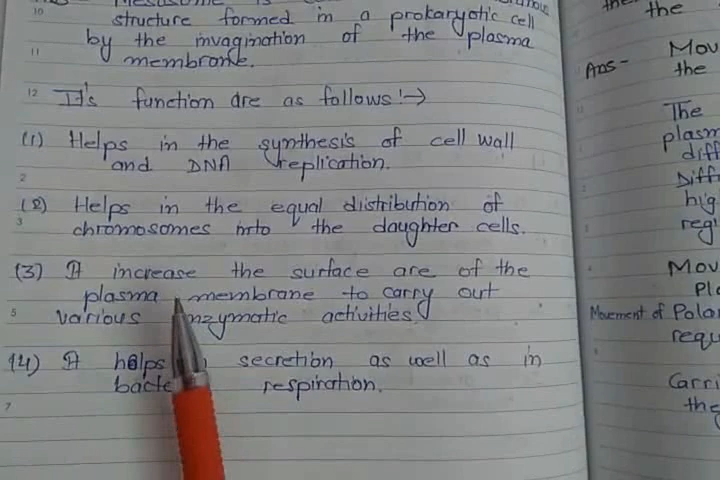 structure formed in a prokaryotic cell
by the invagination of the plasma
membrane.
It's function are as follows:→
(1) Helps in the synthesis of cell wall
and DNA replication.
(2) Helps in the equal distribution of
chromosomes into the daughter cells.
(3) It increase the surface are of the
plasma membrane to carry out
various enzymatic activities.
(4) It helps secretion as well as in
respiration.
the
Ans- Mov
the
The
plasm
diff
Diff
hig
regi
Mov
Pla
Movement of Polar
requ
Carri
the